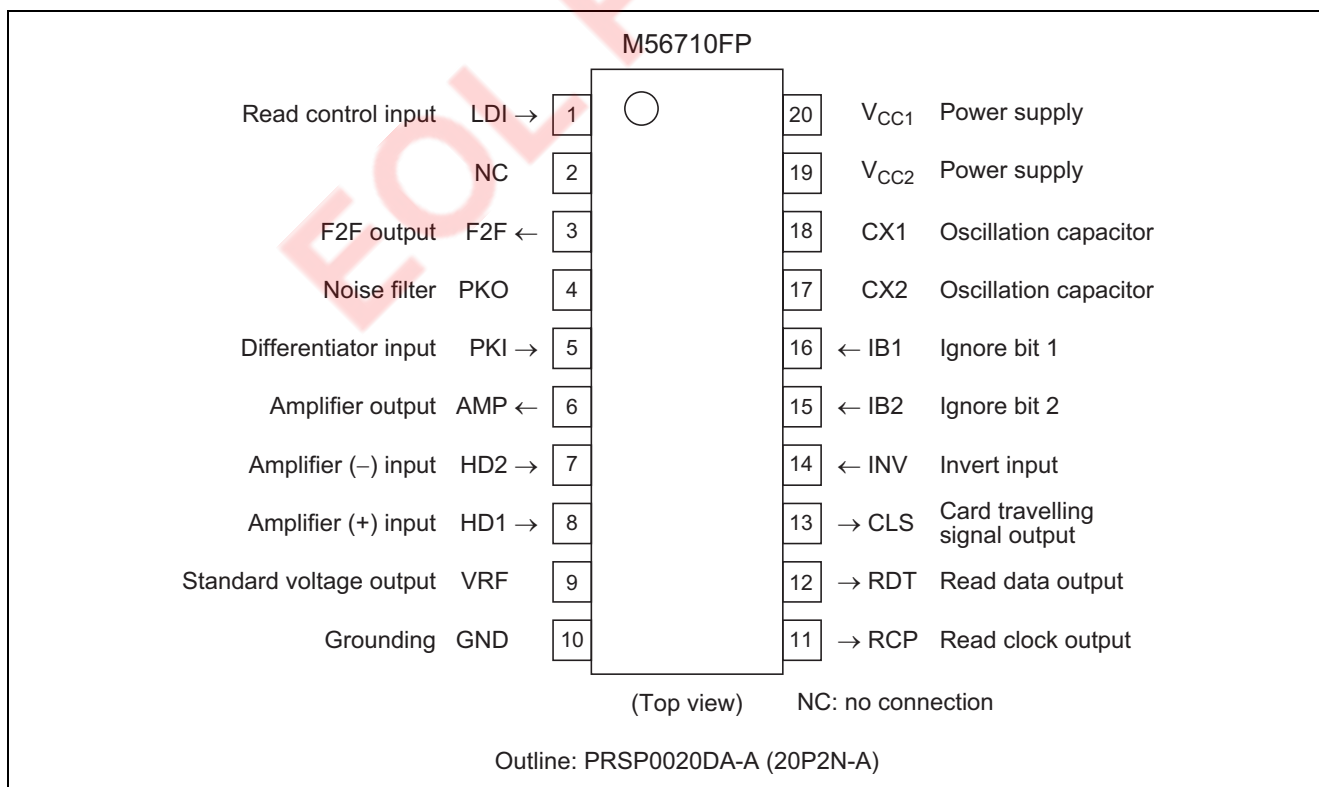 M56710FP
Read control input LDI → 1
NC 2
F2F output F2F ← 3
Noise filter PKO 4
Differentiator input PKI → 5
Amplifier output AMP ← 6
Amplifier (−) input HD2 → 7
Amplifier (+) input HD1 → 8
Standard voltage output VRF 9
Grounding GND 10
20 VCC1 Power supply
19 VCC2 Power supply
18 CX1 Oscillation capacitor
17 CX2 Oscillation capacitor
16 ← IB1 Ignore bit 1
15 ← IB2 Ignore bit 2
14 ← INV Invert input
13 → CLS Card travelling
signal output
12 → RDT Read data output
11 → RCP Read clock output
(Top view) NC: no connection
Outline: PRSP0020DA-A (20P2N-A)
EOL